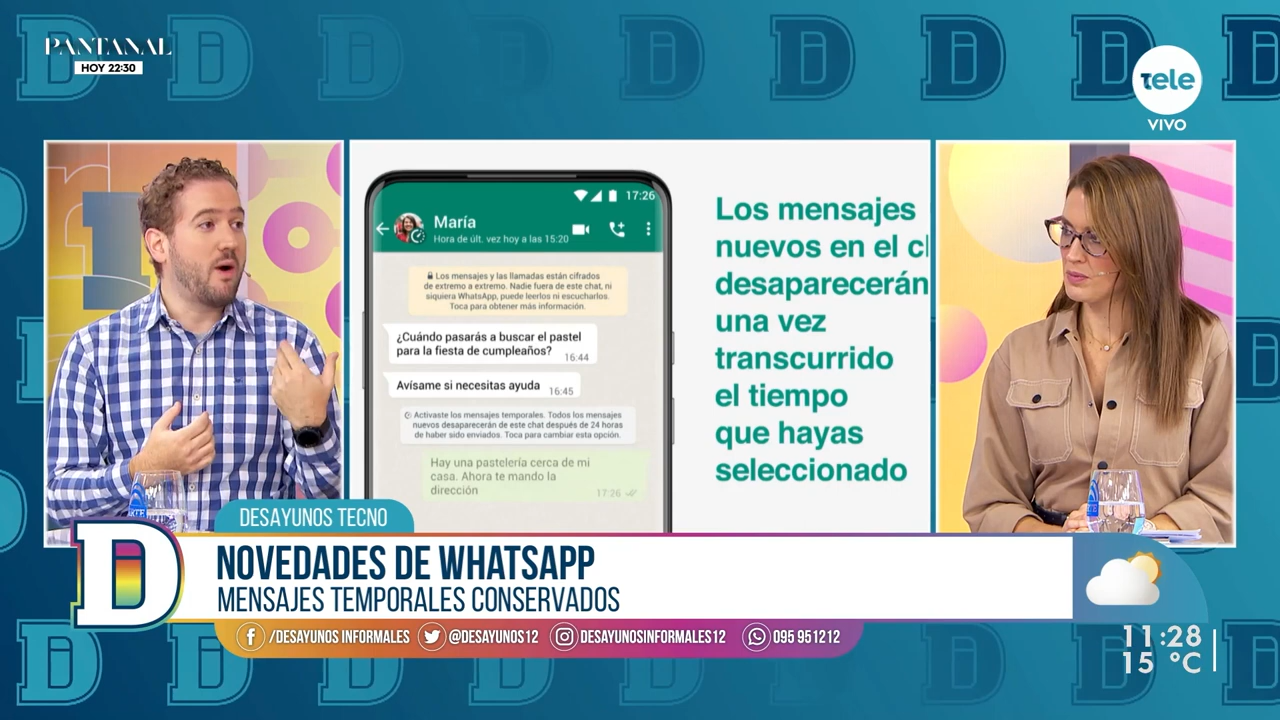 PANTANAL
HOY 22:30
Tele
VIVO
17:26
María
Hora de últ. vez hoy a las 15:20
Los mensajes y las llamadas están cifrados
de extremo a extremo. Nadie fuera de este chat, ni
siquiera WhatsApp, puede leerlos ni escucharlos.
Toca para obtener más información.
¿Cuándo pasarás a buscar el pastel
para la fiesta de cumpleaños? 16:44
Avísame si necesitas ayuda 16:45
Activaste los mensajes temporales. Todos los mensajes
nuevos desaparecerán de este chat después de 24 horas
de haber sido enviados. Toca para cambiar esta opción.
Hay una pastelería cerca de mi
casa. Ahora te mando la
dirección 17:26
Los mensajes
nuevos en el c
desaparecerán
una vez
transcurrido
el tiempo
que hayas
seleccionado
DESAYUNOS TECNO
D
NOVEDADES DE WHATSAPP
MENSAJES TEMPORALES CONSERVADOS
/DESAYUNOS INFORMALES @DESAYUNOS12 DESAYUNOSINFORMALES12 095 951212
11:28
15 °C